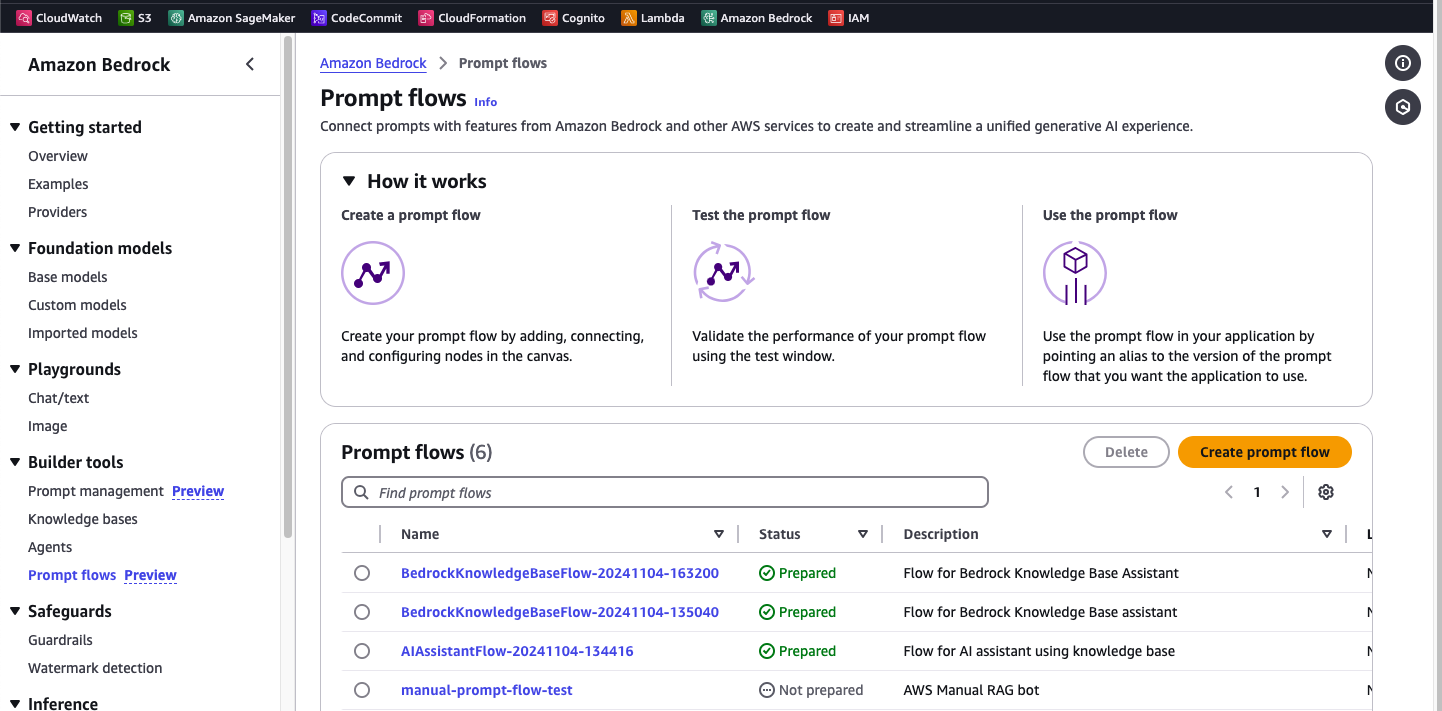 CloudWatch S3 Amazon SageMaker CodeCommit CloudFormation Cognito Lambda Amazon Bedrock IAM
Amazon Bedrock
Getting started
Overview
Examples
Providers
Foundation models
Base models
Custom models
Imported models
Playgrounds
Chat/text
Image
Builder tools
Prompt management Preview
Knowledge bases
Agents
Prompt flows Preview
Safeguards
Guardrails
Watermark detection
Inference
Amazon Bedrock > Prompt flows
Prompt flows Info
Connect prompts with features from Amazon Bedrock and other AWS services to create and streamline a unified generative AI experience.
How it works
Create a prompt flow
Create your prompt flow by adding, connecting,
and configuring nodes in the canvas.
Test the prompt flow
Validate the performance of your prompt flow
using the test window.
Use the prompt flow
Use the prompt flow in your application by
pointing an alias to the version of the prompt
flow that you want the application to use.
Prompt flows (6)
Delete Create prompt flow
Find prompt flows
1
Name Status Description
BedrockKnowledgeBaseFlow-20241104-163200 Prepared Flow for Bedrock Knowledge Base Assistant
BedrockKnowledgeBaseFlow-20241104-135040 Prepared Flow for Bedrock Knowledge Base assistant
AIAssistantFlow-20241104-134416 Prepared Flow for AI assistant using knowledge base
manual-prompt-flow-test Not prepared AWS Manual RAG bot